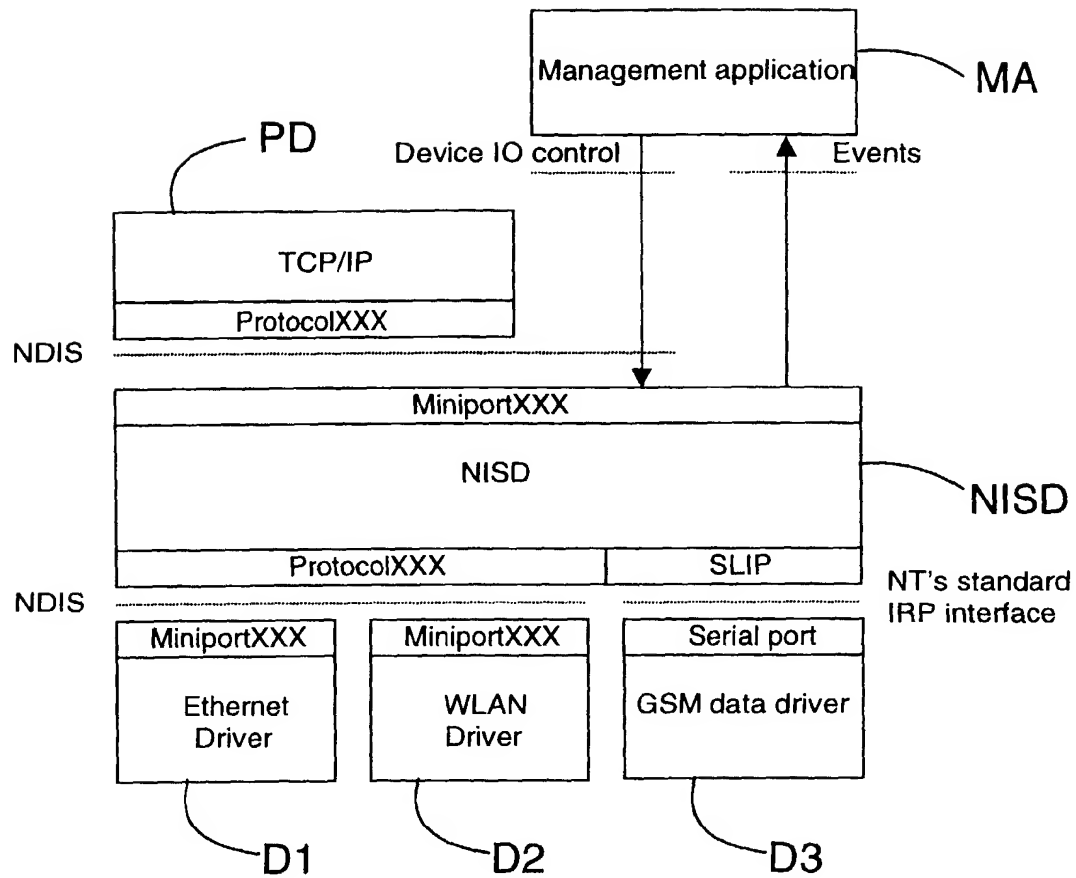 Management application
MA
PD
Device IO control
Events
TCP/IP
ProtocolXXX
NDIS
MiniportXXX
NISD
NISD
ProtocolXXX
SLIP
NDIS
NT's standard
IRP interface
MiniportXXX
MiniportXXX
Serial port
Ethernet
Driver
WLAN
Driver
GSM data driver
D1
D2
D3